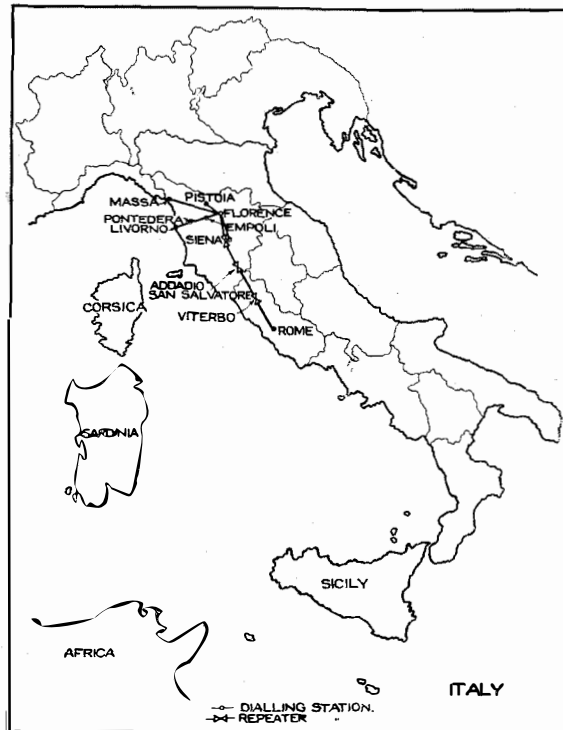 MASSA
PISTOIA
FLORENCE
PONTEDERA
EMPOLI
LIVORNO
SIENA
ADDADIO
SAN SALVATORE
CORSICA
VITERBO
ROME
SARDINIA
SICILY
AFRICA
ITALY
DIALLING STATION.
REPEATER "